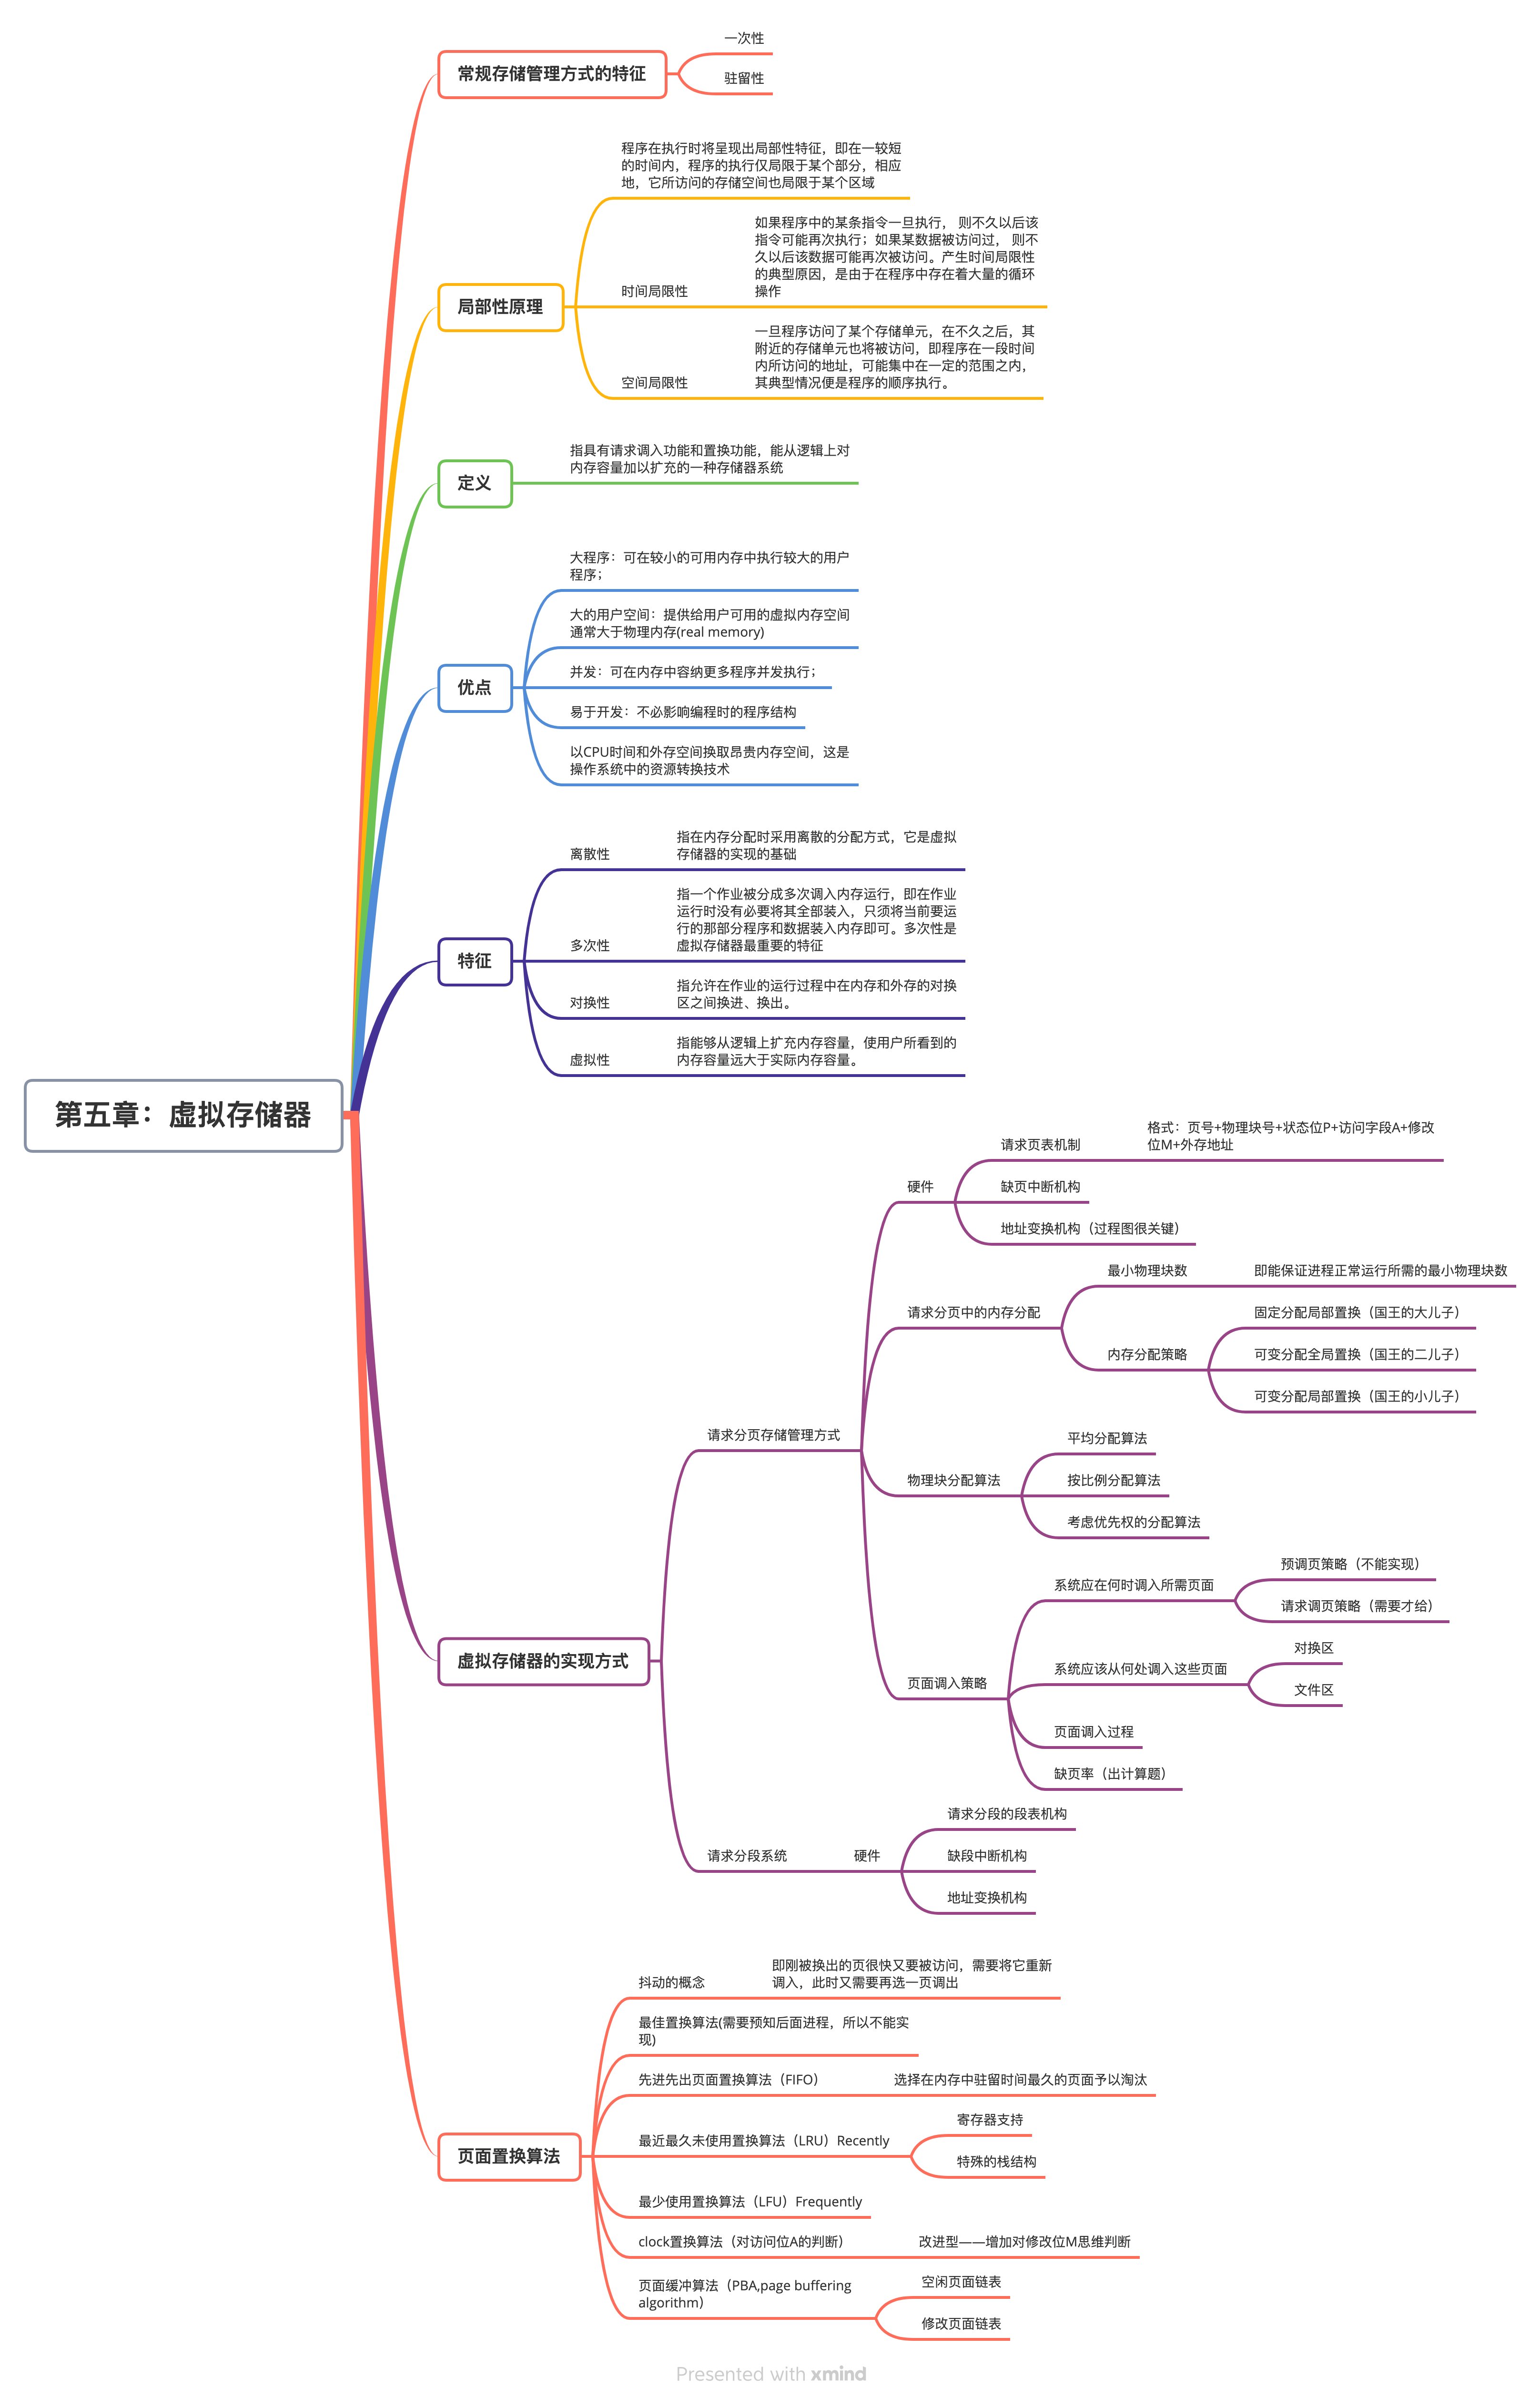 第五章：虚拟存储器
常规存储管理方式的特征
一次性
驻留性
局部性原理
程序在执行时将呈现出局部性特征，即在一较短
的时间内，程序的执行仅局限于某个部分，相应
地，它所访问的存储空间也局限于某个区域
时间局限性
如果程序中的某条指令一旦执行， 则不久以后该
指令可能再次执行；如果某数据被访问过， 则不
久以后该数据可能再次被访问。产生时间局限性
的典型原因，是由于在程序中存在着大量的循环
操作
空间局限性
一旦程序访问了某个存储单元，在不久之后，其
附近的存储单元也将被访问，即程序在一段时间
内所访问的地址，可能集中在一定的范围之内，
其典型情况便是程序的顺序执行。
定义
指具有请求调入功能和置换功能，能从逻辑上对
内存容量加以扩充的一种存储器系统
优点
大程序：可在较小的可用内存中执行较大的用户
程序；
大的用户空间：提供给用户可用的虚拟内存空间
通常大于物理内存(real memory)
并发：可在内存中容纳更多程序并发执行；
易于开发：不必影响编程时的程序结构
以CPU时间和外存空间换取昂贵内存空间，这是
操作系统中的资源转换技术
特征
离散性
指在内存分配时采用离散的分配方式，它是虚拟
存储器的实现的基础
多次性
指一个作业被分成多次调入内存运行，即在作业
运行时没有必要将其全部装入，只须将当前要运
行的那部分程序和数据装入内存即可。多次性是
虚拟存储器最重要的特征
对换性
指允许在作业的运行过程中在内存和外存的对换
区之间换进、换出。
虚拟性
指能够从逻辑上扩充内存容量，使用户所看到的
内存容量远大于实际内存容量。
虚拟存储器的实现方式
请求分页存储管理方式
硬件
请求页表机制
格式：页号+物理块号+状态位P+访问字段A+修改
位M+外存地址
缺页中断机构
地址变换机构（过程图很关键）
请求分页中的内存分配
最小物理块数
即能保证进程正常运行所需的最小物理块数
内存分配策略
固定分配局部置换（国王的大儿子）
可变分配全局置换（国王的二儿子）
可变分配局部置换（国王的小儿子）
物理块分配算法
平均分配算法
按比例分配算法
考虑优先权的分配算法
页面调入策略
系统应在何时调入所需页面
预调页策略（不能实现）
请求调页策略（需要才给）
系统应该从何处调入这些页面
对换区
文件区
页面调入过程
缺页率（出计算题）
请求分段系统
硬件
请求分段的段表机构
缺段中断机构
地址变换机构
页面置换算法
抖动的概念
即刚被换出的页很快又要被访问，需要将它重新
调入，此时又需要再选一页调出
最佳置换算法(需要预知后面进程，所以不能实
现)
先进先出页面置换算法（FIFO）
选择在内存中驻留时间最久的页面予以淘汰
最近最久未使用置换算法（LRU）Recently
寄存器支持
特殊的栈结构
最少使用置换算法（LFU）Frequently
clock置换算法（对访问位A的判断）
改进型——增加对修改位M思维判断
页面缓冲算法（PBA,page buffering
algorithm）
空闲页面链表
修改页面链表
Presented with xmind